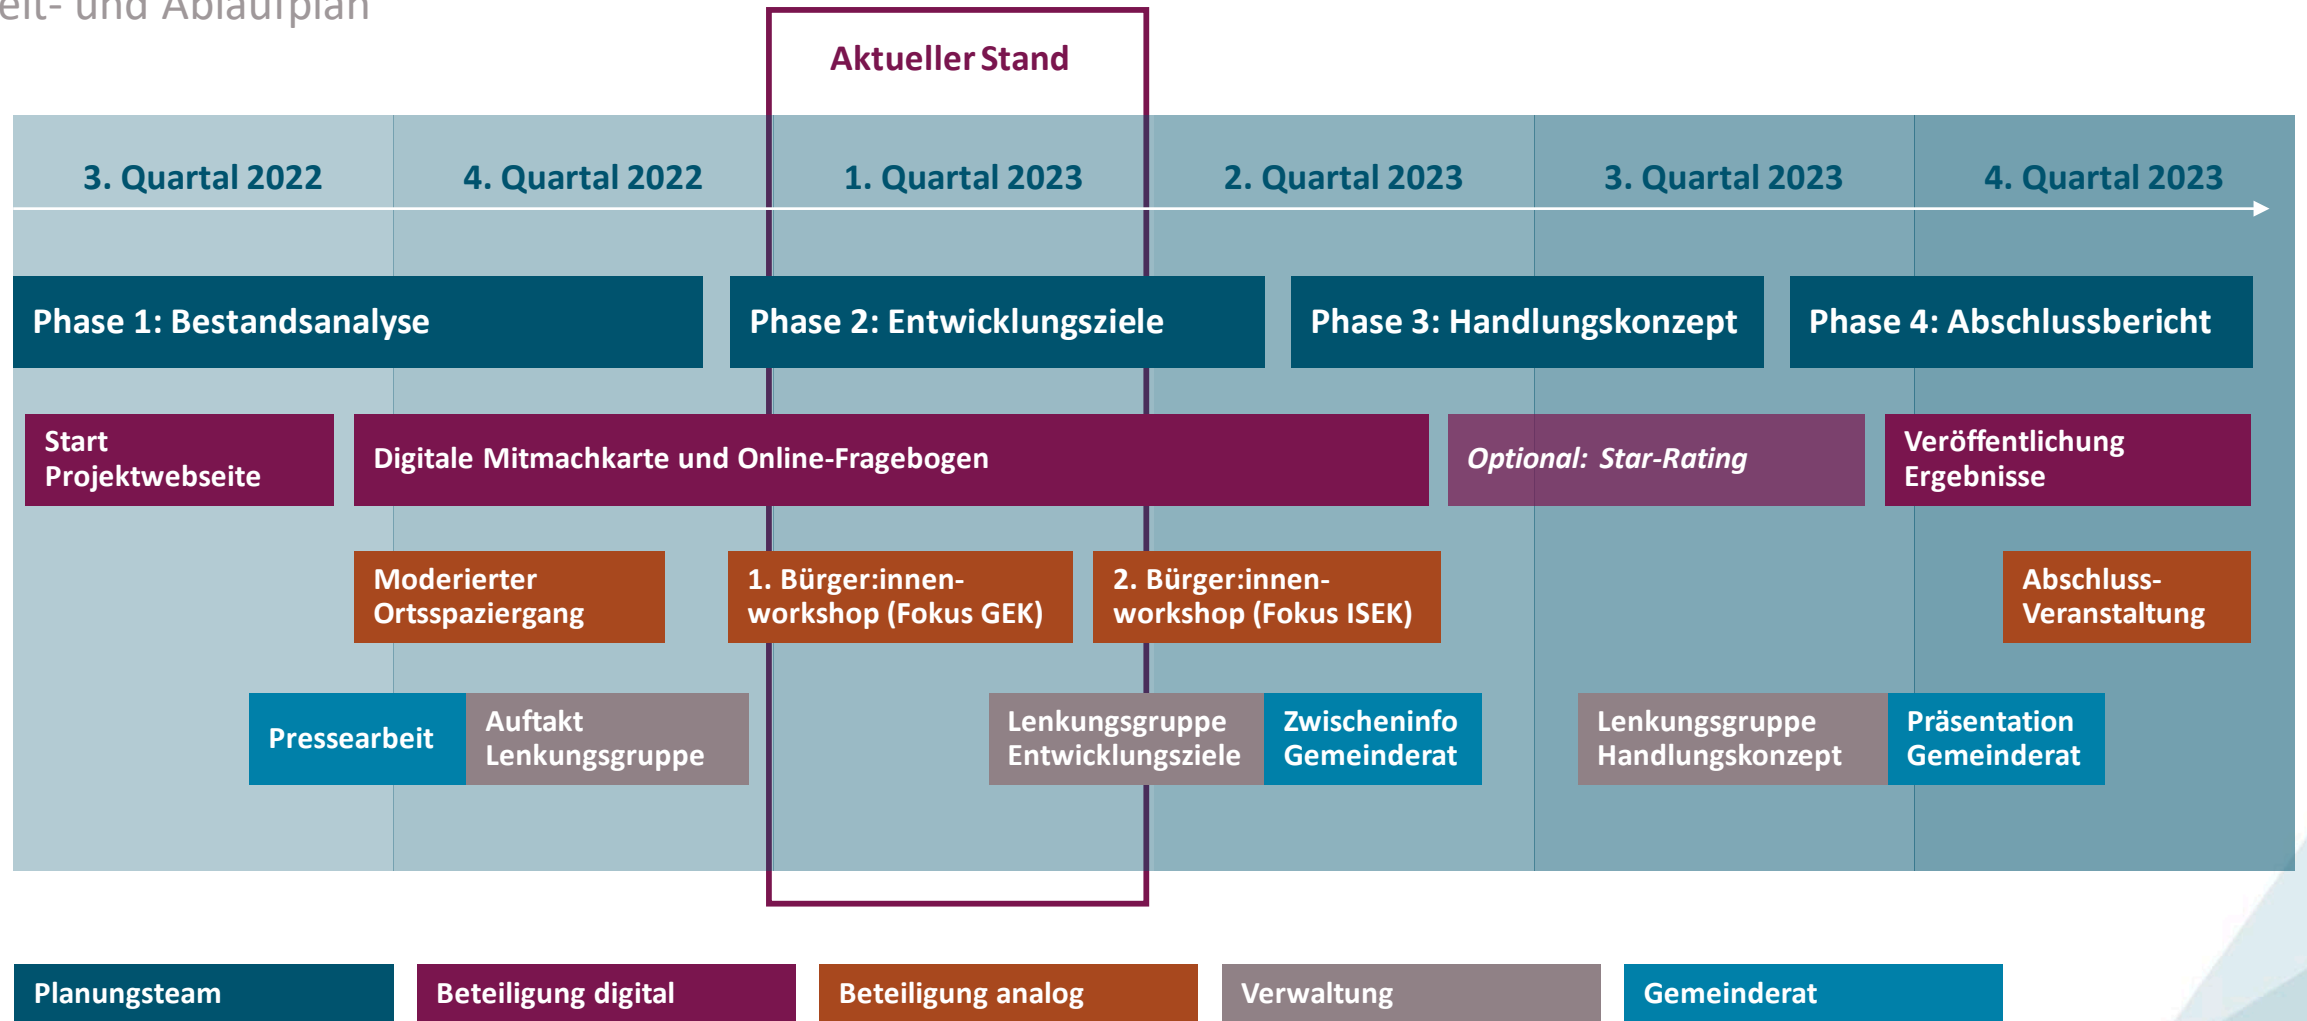 eit- und Ablaufplan
Aktueller Stand
3. Quartal 2022
4. Quartal 2022
1. Quartal 2023
2. Quartal 2023
3. Quartal 2023
4. Quartal 2023
Phase 1: Bestandsanalyse
Phase 2: Entwicklungsziele
Phase 3: Handlungskonzept
Phase 4: Abschlussbericht
Start
Projektwebseite
Digitale Mitmachkarte und Online-Fragebogen
Optional: Star-Rating
Veröffentlichung
Ergebnisse
Moderierter
Ortsspaziergang
1. Bürger:innen-
workshop (Fokus GEK)
2. Bürger:innen-
workshop (Fokus ISEK)
Abschluss-
Veranstaltung
Pressearbeit
Auftakt
Lenkungsgruppe
Lenkungsgruppe
Entwicklungsziele
Zwischeninfo
Gemeinderat
Lenkungsgruppe
Handlungskonzept
Präsentation
Gemeinderat
Planungsteam
Beteiligung digital
Beteiligung analog
Verwaltung
Gemeinderat